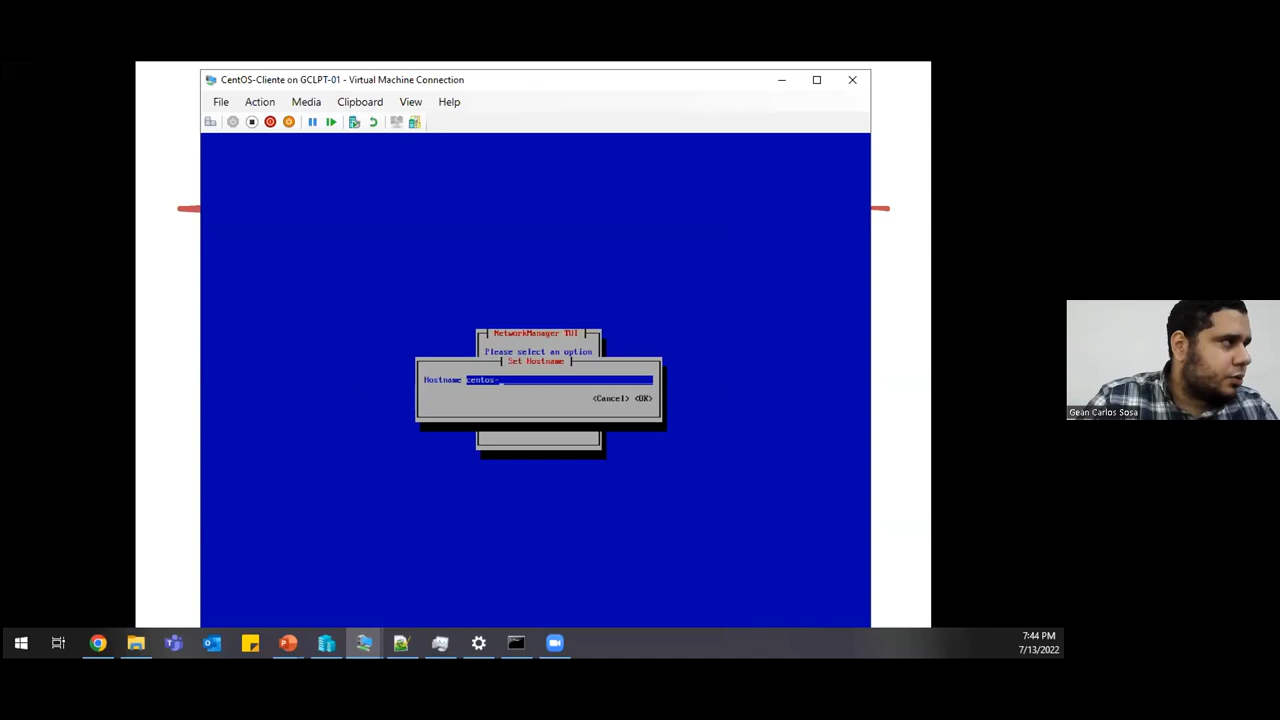 CentOS-Cliente on GCLPT-01 - Virtual Machine Connection
File Action Media Clipboard View Help
NetworkManager TUI
Please select an option
Set Hostname
Hostname centos-
<Cancel> <OK>
Gean Carlos Sosa
7:44 PM
7/13/2022